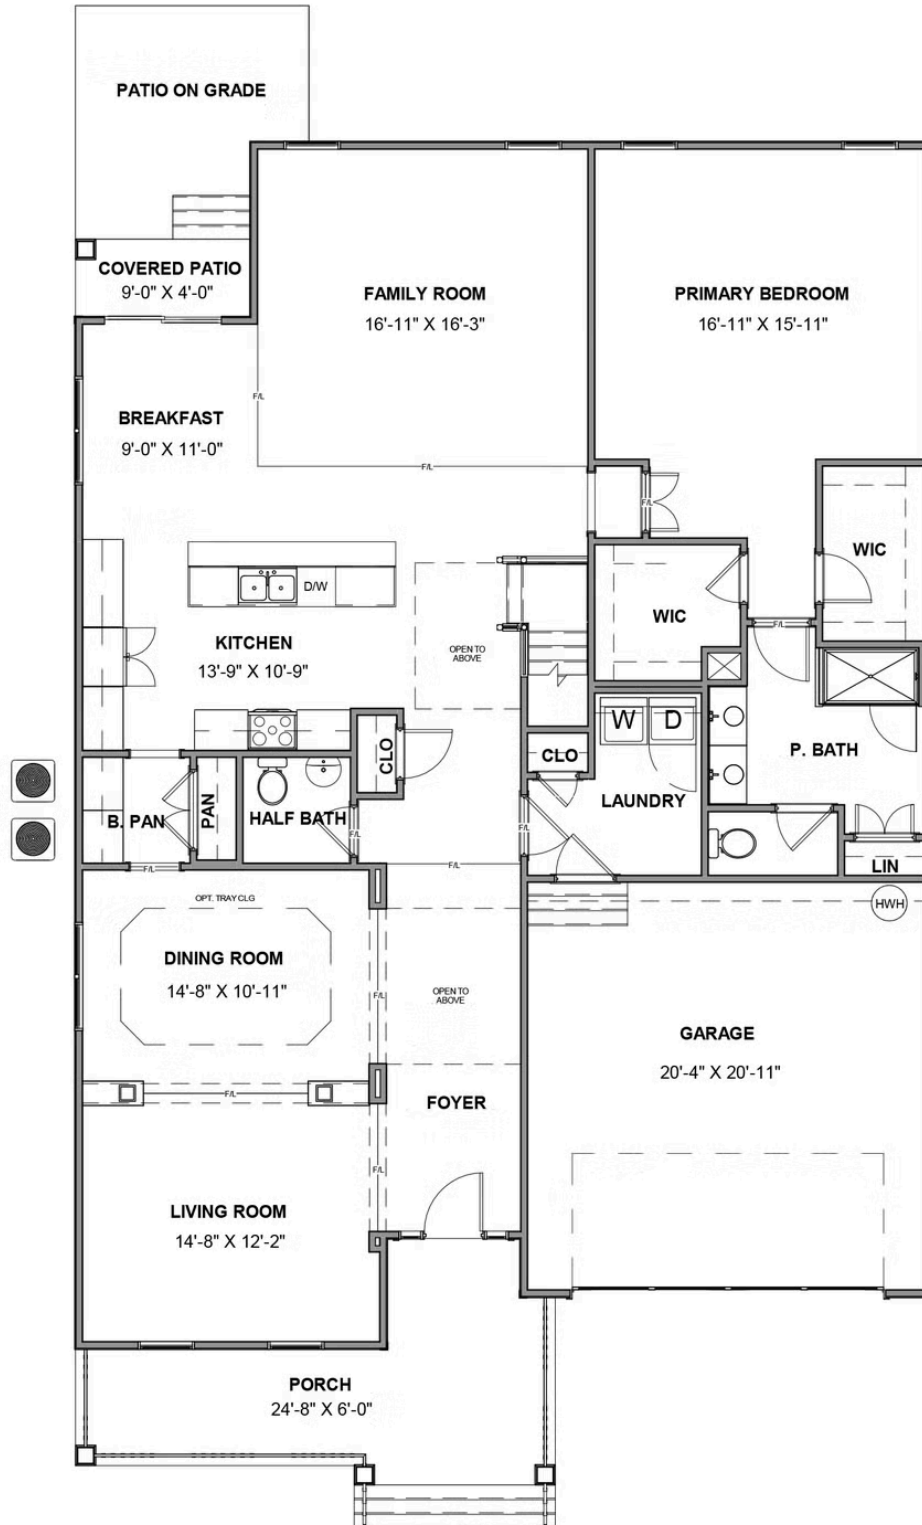 PATIO ON GRADE
COVERED PATIO
9'-0" X 4'-0"
FAMILY ROOM
16'-11" X 16'-3"
PRIMARY BEDROOM
16'-11" X 15'-11"
F/L
BREAKFAST
9'-0" X 11'-0"
F/L
F/L
WIC
D/W
WIC
KITCHEN
13'-9" X 10'-9"
OPEN TO
ABOVE
F/L
W
D
CLO
CLO
P. BATH
LAUNDRY
B. PAN
PAN
HALF BATH
F/L
F/L
F/L
F/L
LIN
OPT. TRAY CLG
HWH
DINING ROOM
14'-8" X 10'-11"
F/L
OPEN TO
ABOVE
GARAGE
20'-4" X 20'-11"
F/L
FOYER
F/L
LIVING ROOM
14'-8" X 12'-2"
PORCH
24'-8" X 6'-0"